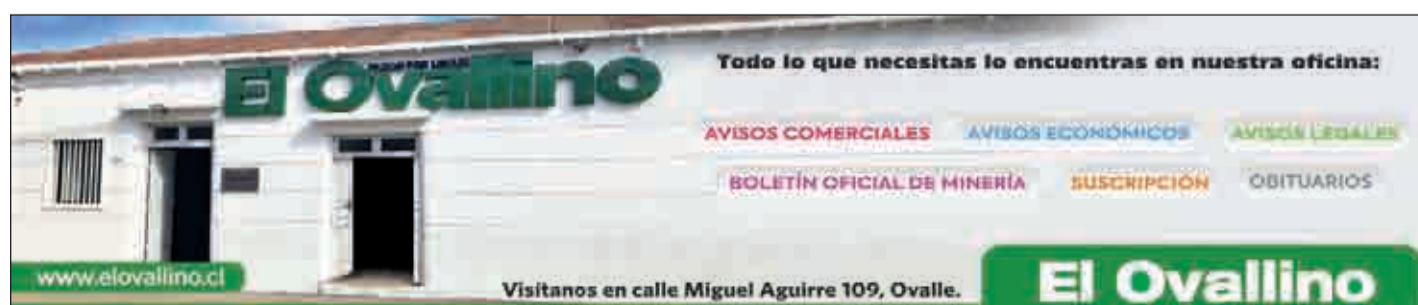 El Ovallino
Todo lo que necesitas lo encuentras en nuestra oficina:
AVISOS COMERCIALES AVISOS ECONÓMICOS AVISOS LEGALES
BOLETÍN OFICIAL DE MINERÍA SUSCRIPCIÓN OBITUARIOS
www.elovallino.cl
Visítanos en calle Miguel Aguirre 109, Ovalle.
El Ovallino